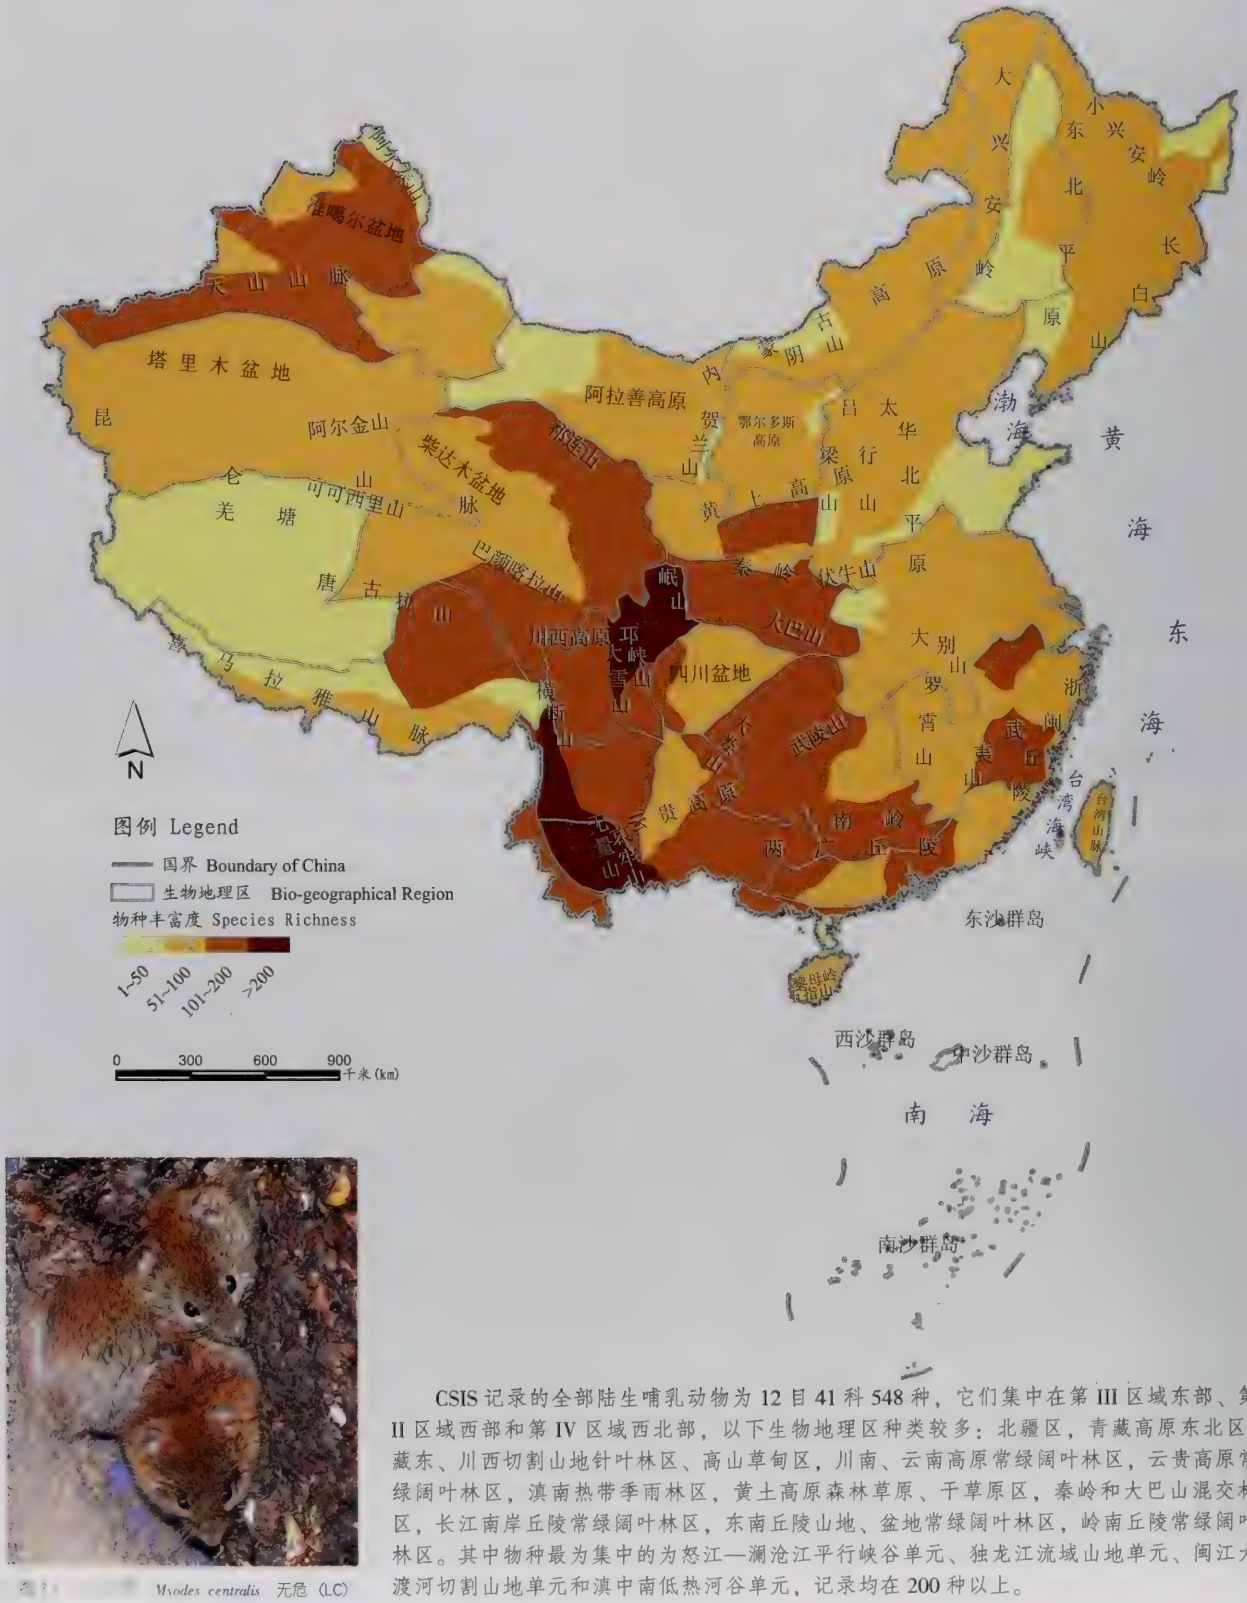 阿尔泰山
准噶尔盆地
天山山脉
塔里木盆地
昆仑山脉
阿尔金山
柴达木盆地
祁连山
可可西里山
羌塘
唐古拉山
巴颜喀拉山
喜马拉雅山脉
川西高原
岷山
邛崃山
大雪山
横断山
四川盆地
大巴山
秦岭
伏牛山
大兴安岭
小兴安岭
东北平原
长白山
内蒙古高原
阴山
阿拉善高原
贺兰山
鄂尔多斯
高原
吕梁山
太行山
华北平原
黄土高原
渤海
黄海
东海
大别山
罗霄山
武夷山
浙闽丘陵
武陵山
大娄山
云贵高原
无量山
哀牢山
南岭
两广丘陵
台湾海峡
台湾山脉
黎母岭
五指山
东沙群岛
西沙群岛
中沙群岛
南海
南沙群岛
N
图例 Legend
国界 Boundary of China
生物地理区 Bio-geographical Region
物种丰富度 Species Richness
1~50 51~100 101~200 >200
0 300 600 900
千米(km)
CSIS 记录的全部陆生哺乳动物为 12 目 41 科 548 种，它们集中在第 III 区域东部、第
II 区域西部和第 IV 区域西北部，以下生物地理区种类较多：北疆区，青藏高原东北区，
藏东、川西切割山地针叶林区、高山草甸区，川南、云南高原常绿阔叶林区，云贵高原常
绿阔叶林区，滇南热带季雨林区，黄土高原森林草原、干草原区，秦岭和大巴山混交林
区，长江南岸丘陵常绿阔叶林区，东南丘陵山地、盆地常绿阔叶林区，岭南丘陵常绿阔叶
林区。其中物种最为集中的为怒江—澜沧江平行峡谷单元、独龙江流域山地单元、闽江大
渡河切割山地单元和滇中南低热河谷单元，记录均在 200 种以上。
Myodes centralis 无危 (LC)